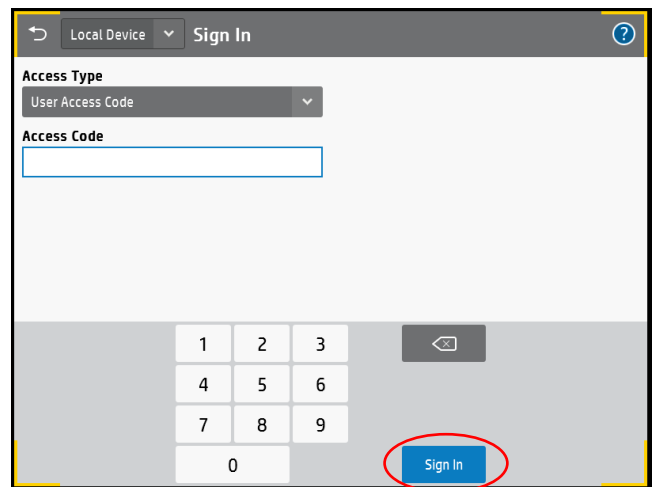 Local Device Sign In ?
Access Type
User Access Code
Access Code
1 2 3
4 5 6
7 8 9
0 Sign In